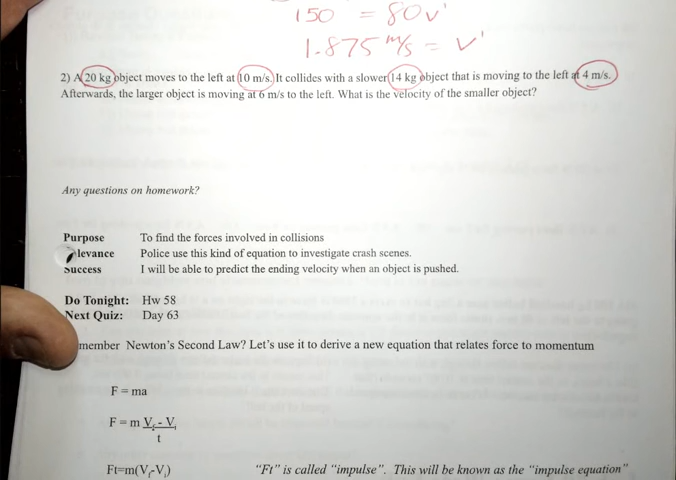 150 = 80v'
1.875 m/s = v'
2) A 20 kg object moves to the left at 10 m/s. It collides with a slower 14 kg object that is moving to the left at 4 m/s.
Afterwards, the larger object is moving at 6 m/s to the left. What is the velocity of the smaller object?
Any questions on homework?
Purpose To find the forces involved in collisions
levance Police use this kind of equation to investigate crash scenes.
Success I will be able to predict the ending velocity when an object is pushed.
Do Tonight: Hw 58
Next Quiz: Day 63
member Newton's Second Law? Let's use it to derive a new equation that relates force to momentum
F = ma
F = m Vf - Vi
t
Ft=m(Vf-Vi) "Ft" is called "impulse". This will be known as the "impulse equation"